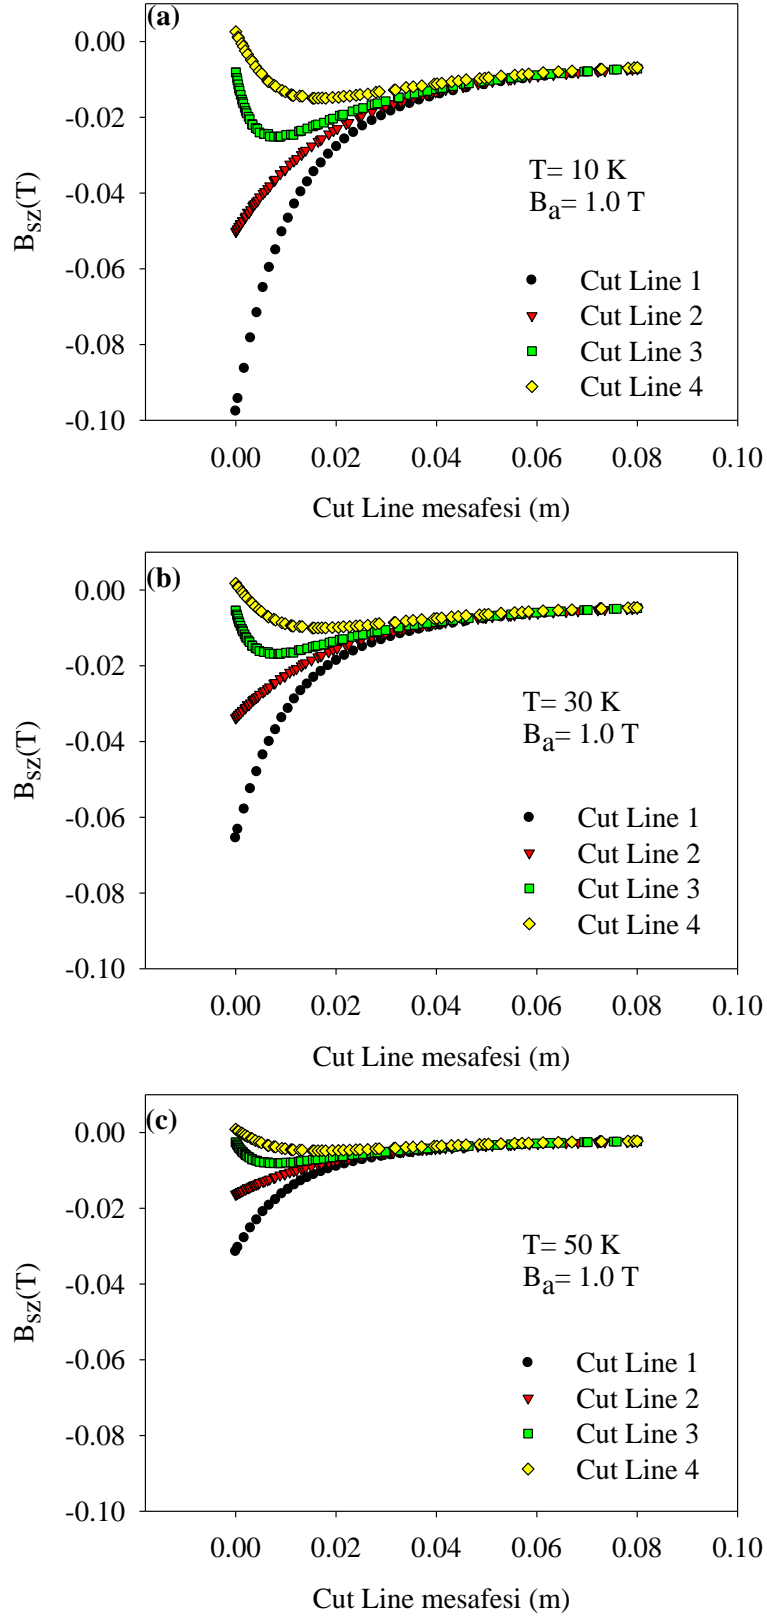 (a)
0.00
-0.02
-0.04
-0.06
-0.08
-0.10
B_sz(T)
T= 10 K
B_a= 1.0 T
Cut Line 1
Cut Line 2
Cut Line 3
Cut Line 4
0.00 0.02 0.04 0.06 0.08 0.10
Cut Line mesafesi (m)
(b)
0.00
-0.02
-0.04
-0.06
-0.08
-0.10
B_sz(T)
T= 30 K
B_a= 1.0 T
Cut Line 1
Cut Line 2
Cut Line 3
Cut Line 4
0.00 0.02 0.04 0.06 0.08 0.10
Cut Line mesafesi (m)
(c)
0.00
-0.02
-0.04
-0.06
-0.08
-0.10
B_sz(T)
T= 50 K
B_a= 1.0 T
Cut Line 1
Cut Line 2
Cut Line 3
Cut Line 4
0.00 0.02 0.04 0.06 0.08 0.10
Cut Line mesafesi (m)